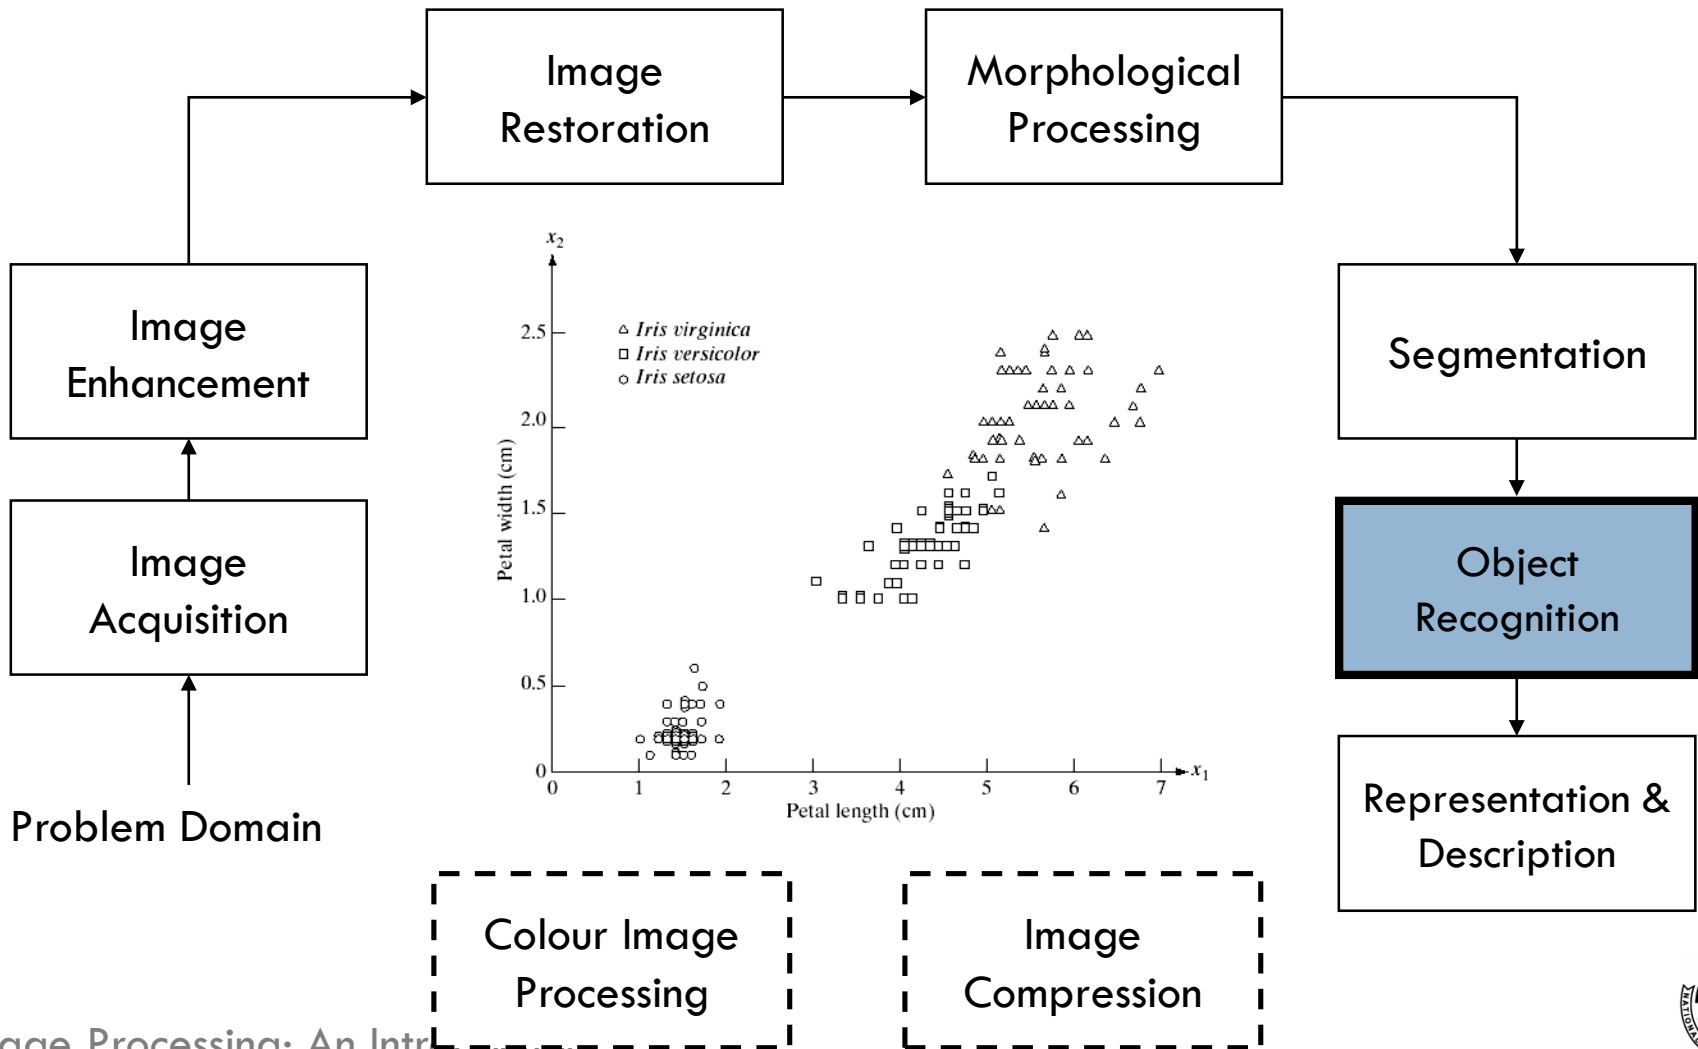 Image
Restoration
Morphological
Processing
Image
Enhancement
Segmentation
Image
Acquisition
Object
Recognition
Problem Domain
Representation &
Description
x2
2.5
2.0
1.5
1.0
0.5
0
Petal width (cm)
Iris virginica
Iris versicolor
Iris setosa
0 1 2 3 4 5 6 7
x1
Petal length (cm)
Colour Image
Processing
Image
Compression
Processing: An